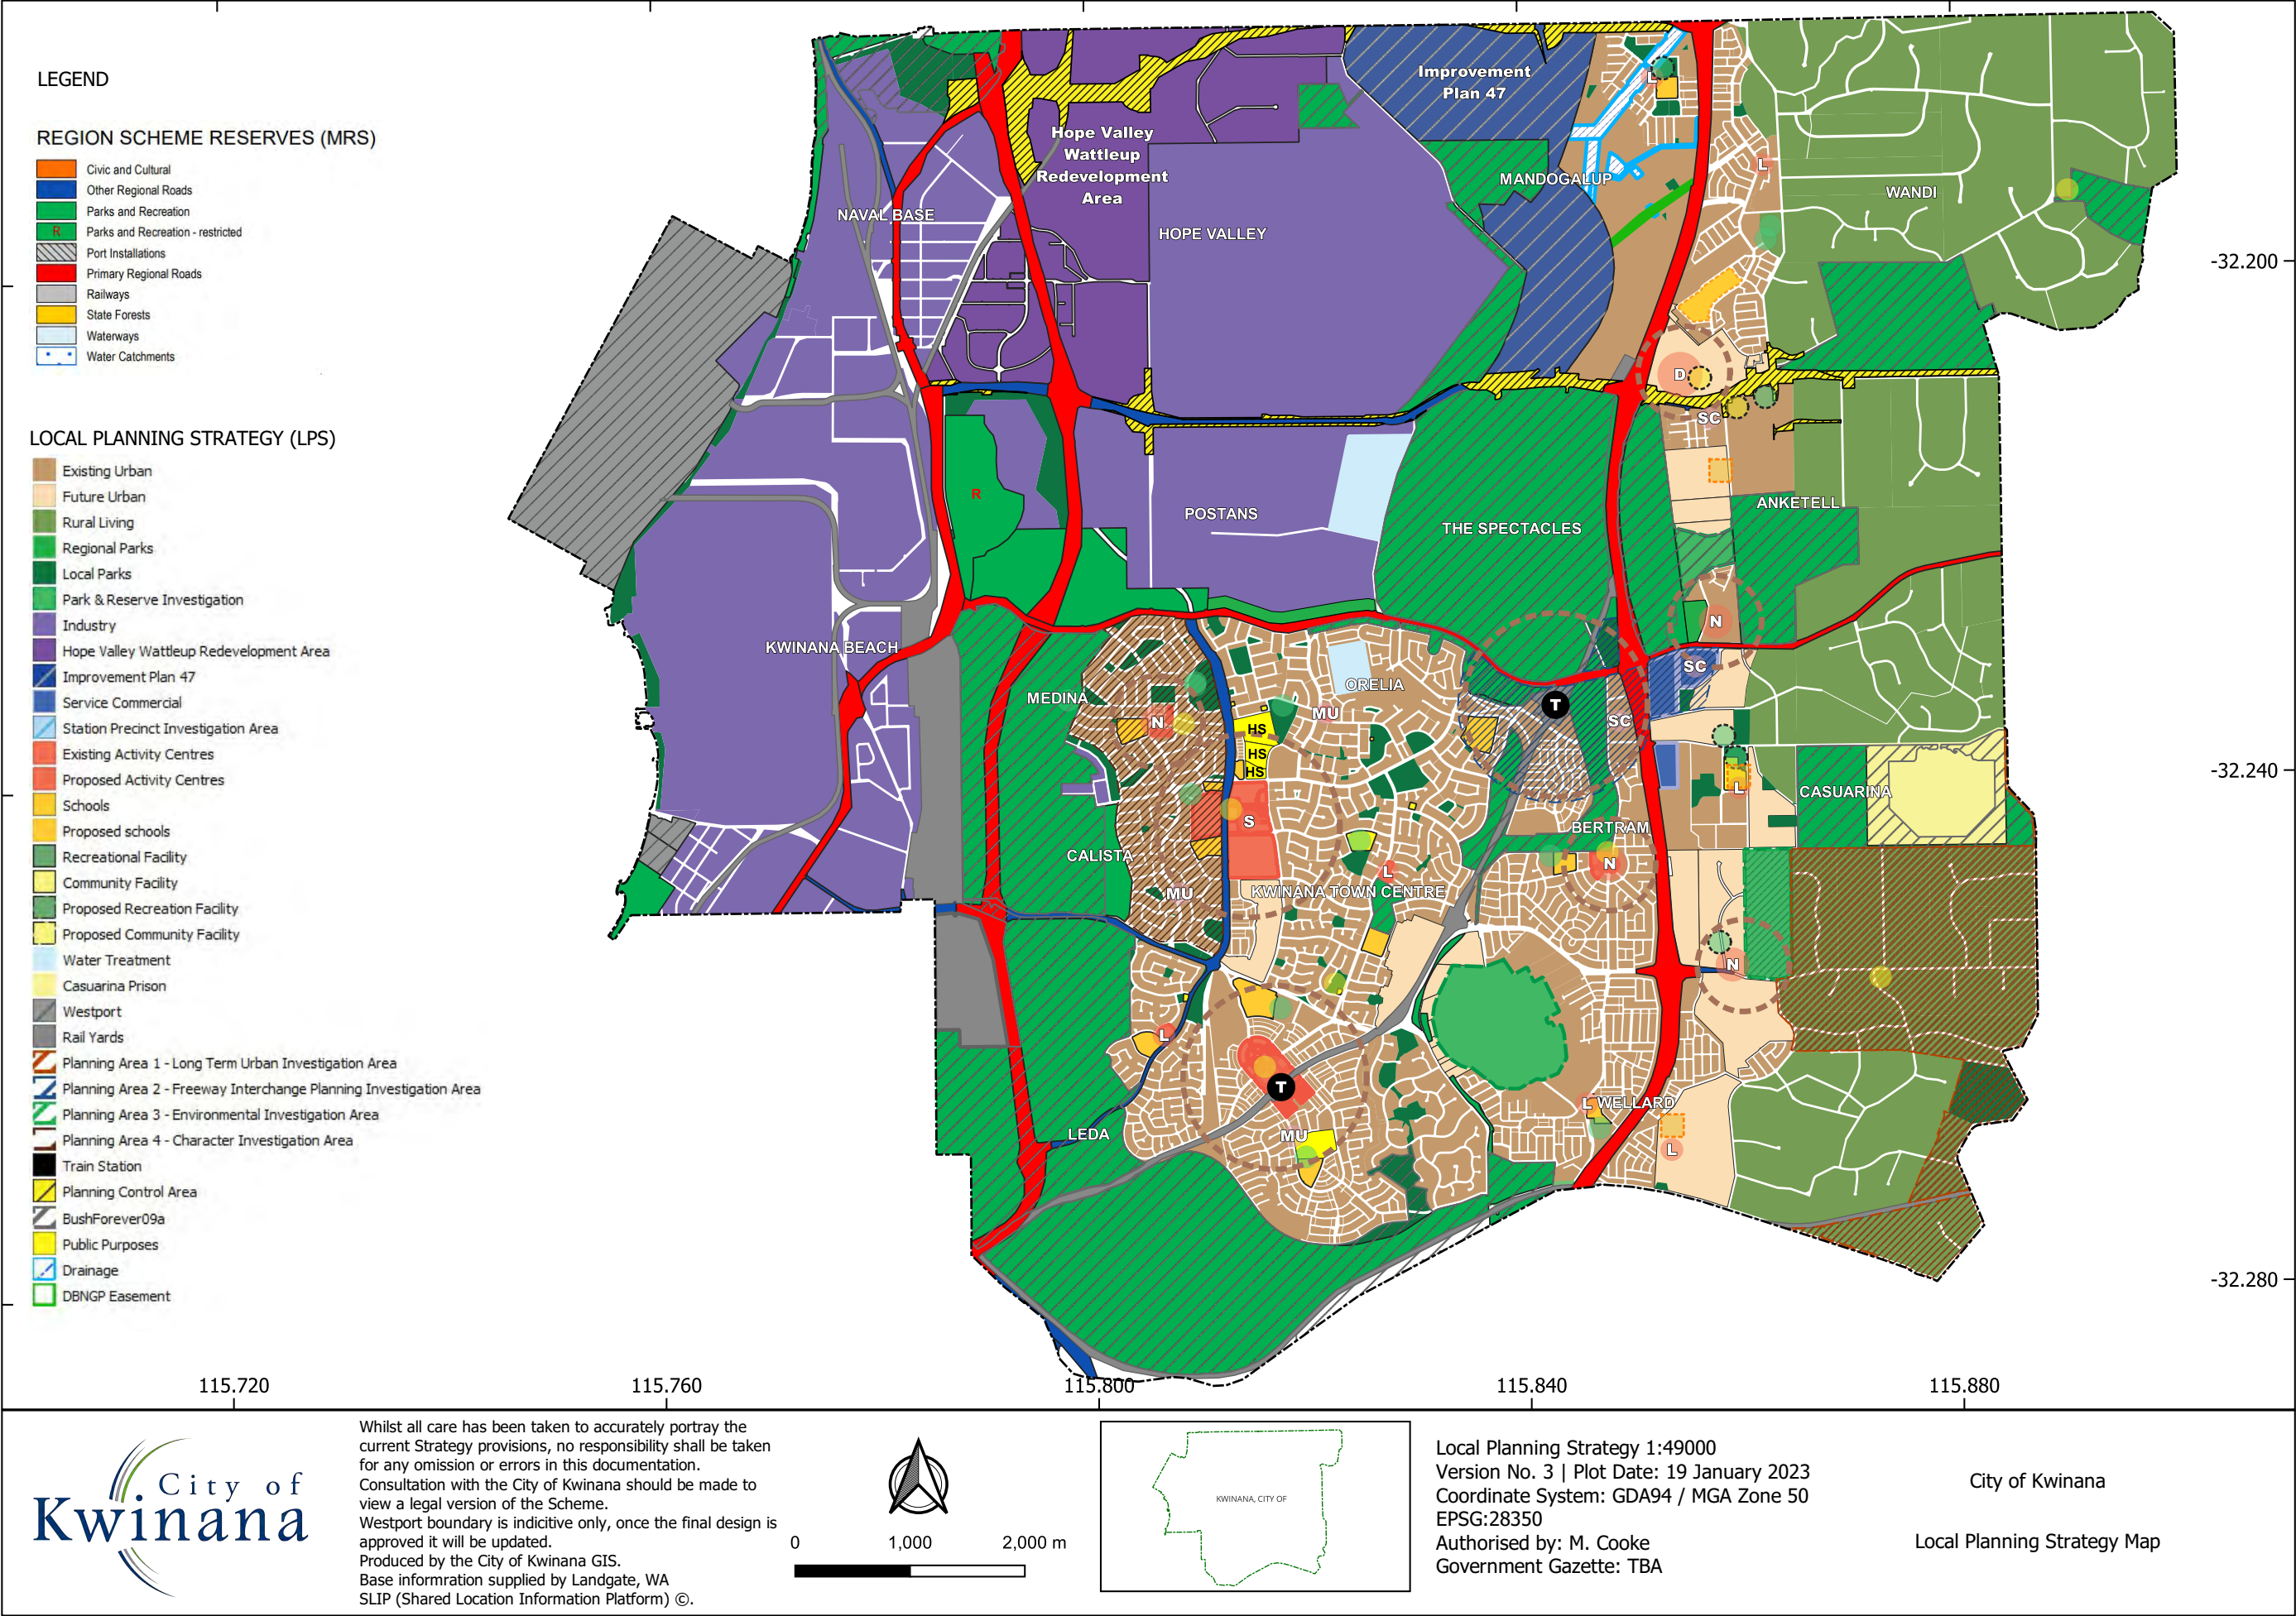 LEGEND
REGION SCHEME RESERVES (MRS)
Civic and Cultural
Other Regional Roads
Parks and Recreation
R Parks and Recreation - restricted
Port Installations
Primary Regional Roads
Railways
State Forests
Waterways
Water Catchments
LOCAL PLANNING STRATEGY (LPS)
Existing Urban
Future Urban
Rural Living
Regional Parks
Local Parks
Park & Reserve Investigation
Industry
Hope Valley Wattleup Redevelopment Area
Improvement Plan 47
Service Commercial
Station Precinct Investigation Area
Existing Activity Centres
Proposed Activity Centres
Schools
Proposed schools
Recreational Facility
Community Facility
Proposed Recreation Facility
Proposed Community Facility
Water Treatment
Casuarina Prison
Westport
Rail Yards
Planning Area 1 - Long Term Urban Investigation Area
Planning Area 2 - Freeway Interchange Planning Investigation Area
Planning Area 3 - Environmental Investigation Area
Planning Area 4 - Character Investigation Area
Train Station
Planning Control Area
BushForever09a
Public Purposes
Drainage
DBNGP Easement
Improvement
Plan 47
L
Hope Valley
Wattleup
Redevelopment
Area
L
MANDOGALUP
WANDI
NAVAL BASE
HOPE VALLEY
-32.200
D
SC
R
POSTANS
THE SPECTACLES
ANKETELL
N
KWINANA BEACH
SC
MEDINA
ORELIA
T
N
MU
SC
HS
HS
HS
-32.240
L
CASUARINA
S
BERTRAM
CALISTA
N
L
MU
KWINANA TOWN CENTRE
N
L
T
L
WELLARD
LEDA
MU
L
-32.280
115.720
115.760
115.800
115.840
115.880
City of
Kwinana
Whilst all care has been taken to accurately portray the
current Strategy provisions, no responsibility shall be taken
for any omission or errors in this documentation.
Consultation with the City of Kwinana should be made to
view a legal version of the Scheme.
Westport boundary is indicitive only, once the final design is
approved it will be updated.
Produced by the City of Kwinana GIS.
Base informration supplied by Landgate, WA
SLIP (Shared Location Information Platform) ©.
0 1,000 2,000 m
KWINANA, CITY OF
Local Planning Strategy 1:49000
Version No. 3 | Plot Date: 19 January 2023
Coordinate System: GDA94 / MGA Zone 50
EPSG:28350
Authorised by: M. Cooke
Government Gazette: TBA
City of Kwinana
Local Planning Strategy Map